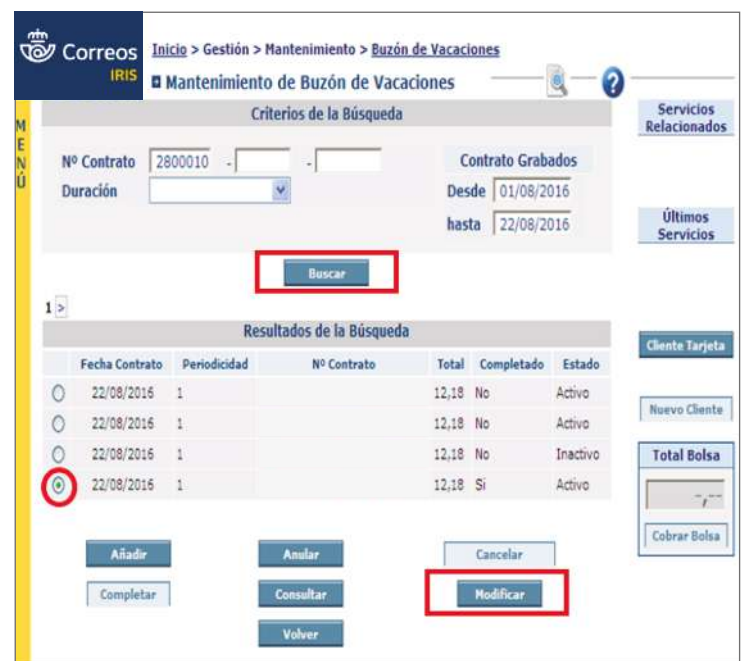 Correos
IRIS
Inicio > Gestión > Mantenimiento > Buzón de Vacaciones
Mantenimiento de Buzón de Vacaciones
?
MENÚ
Criterios de la Búsqueda
Nº Contrato 2800010 - -
Duración
Contrato Grabados
Desde 01/08/2016
hasta 22/08/2016
Buscar
Servicios
Relacionados
Últimos
Servicios
1 >
Resultados de la Búsqueda
Fecha Contrato Periodicidad Nº Contrato Total Completado Estado
22/08/2016 1 12,18 No Activo
22/08/2016 1 12,18 No Activo
22/08/2016 1 12,18 No Inactivo
22/08/2016 1 12,18 Si Activo
Añadir Anular Cancelar
Completar Consultar Modificar
Volver
Cliente Tarjeta
Nuevo Cliente
Total Bolsa
-,--
Cobrar Bolsa